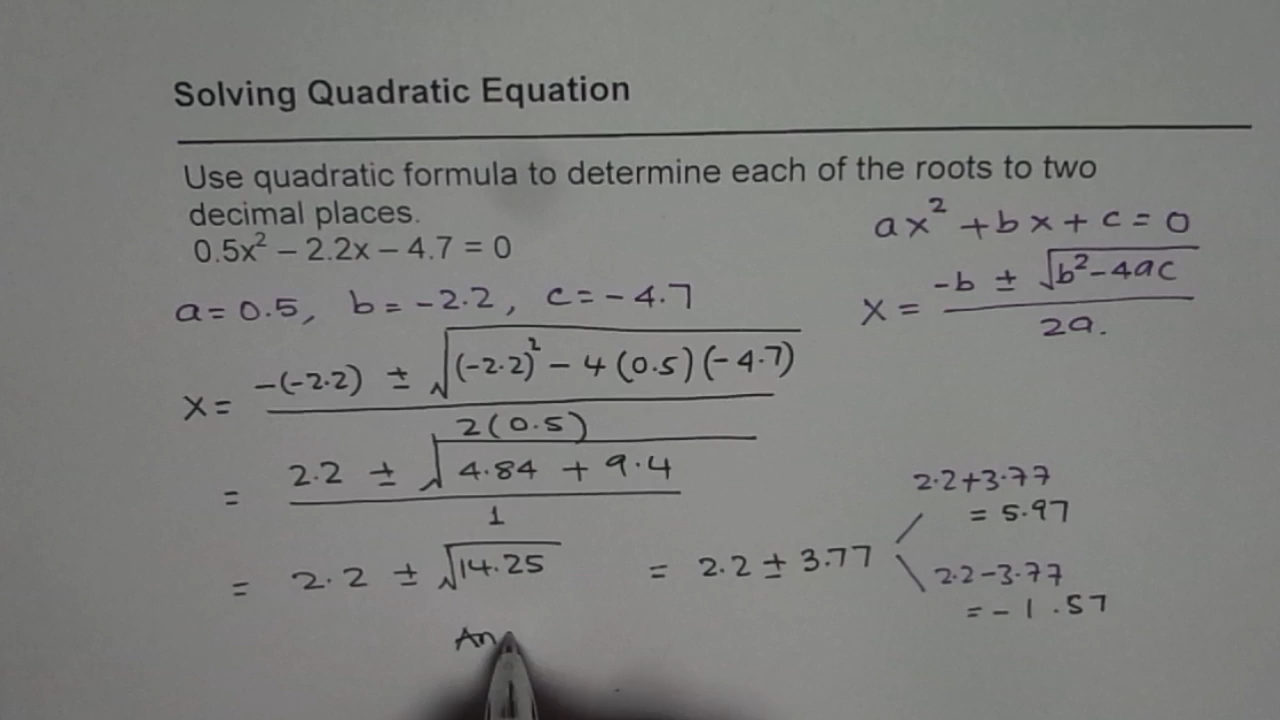 Solving Quadratic Equation
Use quadratic formula to determine each of the roots to two
decimal places.
0.5x² – 2.2x – 4.7 = 0
ax² + bx + c = 0
x = (-b ± √(b²-4ac)) / 2a.
a = 0.5, b = -2.2, c = -4.7
x = (-(-2.2) ± √((-2.2)² - 4(0.5)(-4.7))) / 2(0.5)
= (2.2 ± √(4.84 + 9.4)) / 1
= 2.2 ± √14.25 = 2.2 ± 3.77
2.2+3.77
= 5.97
2.2-3.77
= -1.57
An